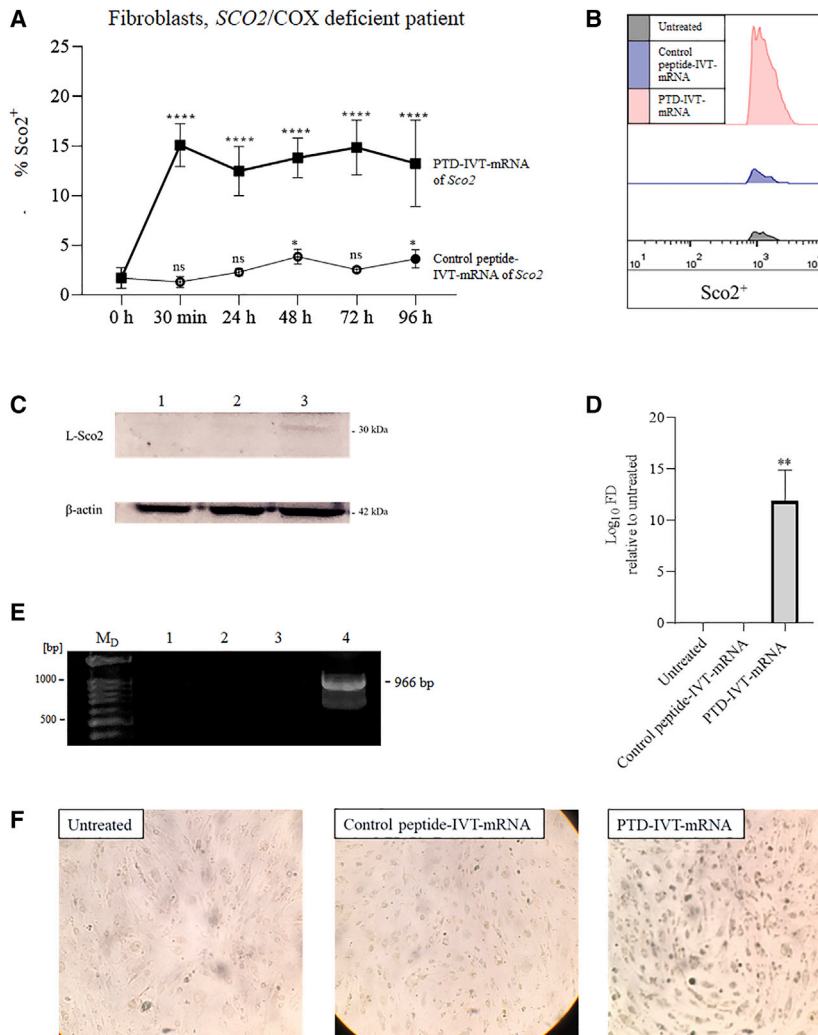 A
Fibroblasts, SCO2/COX deficient patient
% Sco2+
25
20
15
10
5
0
****
****
****
****
****
ns
ns
*
ns
*
PTD-IVT-mRNA
of Sco2
Control peptide-
IVT-mRNA of Sco2
0 h 30 min 24 h 48 h 72 h 96 h
B
Untreated
Control
peptide-IVT-
mRNA
PTD-IVT-
mRNA
10^1 10^2 10^3 10^4
Sco2+
C
1 2 3
L-Sco2
- 30 kDa
β-actin
- 42 kDa
D
Log10 FD
relative to untreated
20
15
10
5
0
**
Untreated
Control peptide-IVT-mRNA
PTD-IVT-mRNA
E
[bp]
MD 1 2 3 4
1000 -
500 -
- 966 bp
F
Untreated
Control peptide-IVT-mRNA
PTD-IVT-mRNA